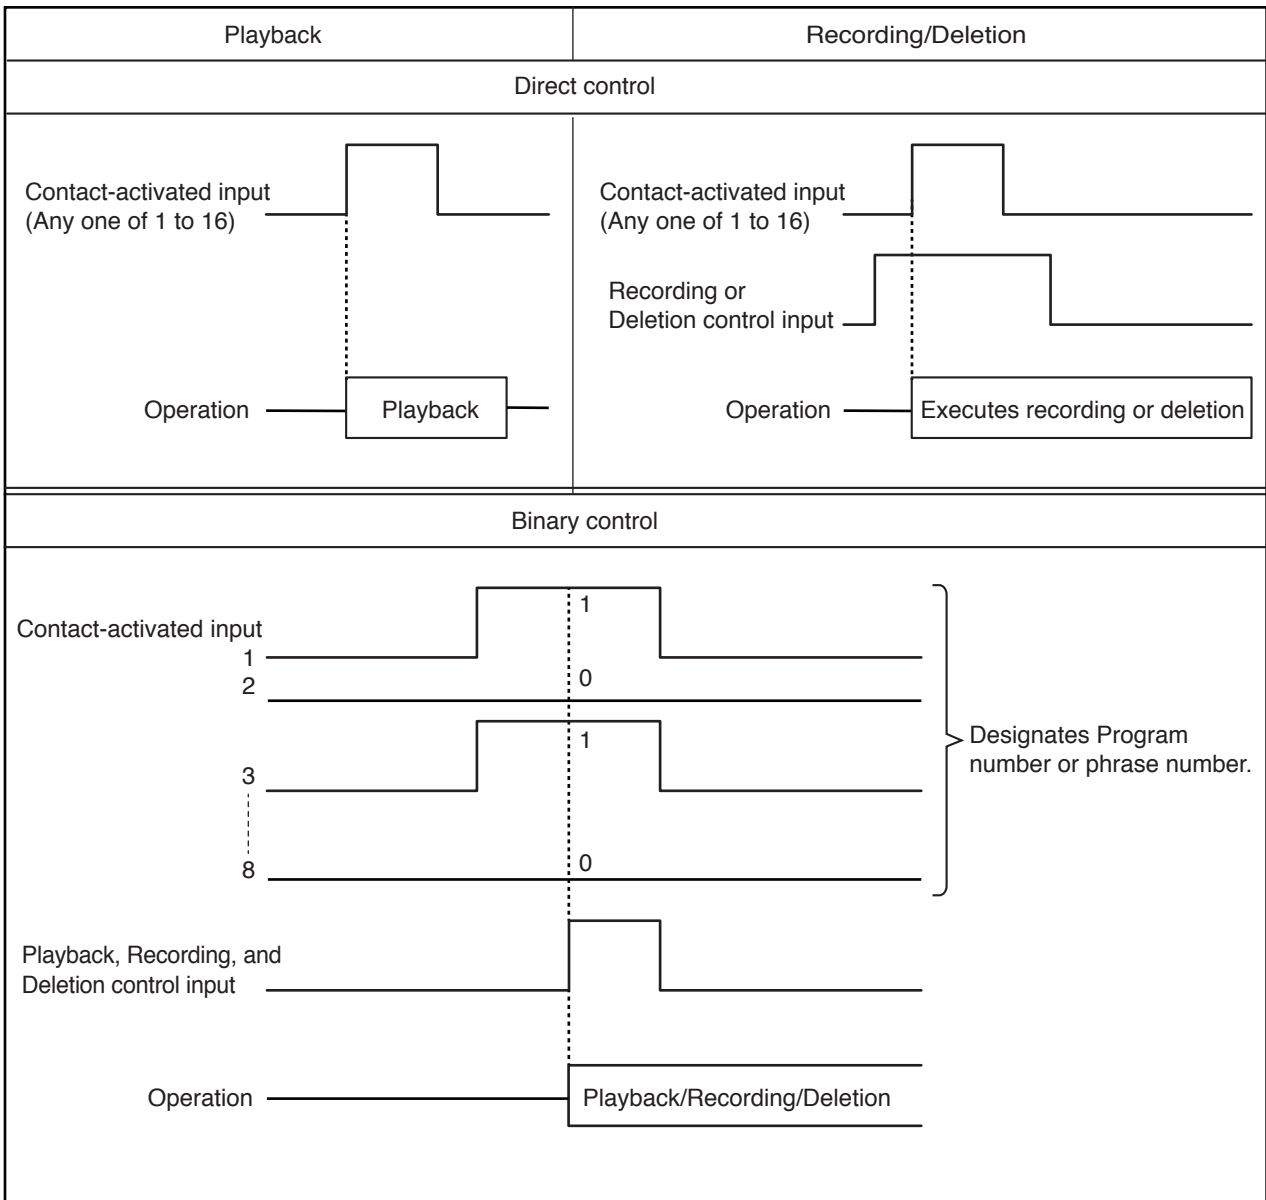 Playback
Recording/Deletion
Direct control
Contact-activated input
(Any one of 1 to 16)
Operation
Playback
Contact-activated input
(Any one of 1 to 16)
Recording or
Deletion control input
Operation
Executes recording or deletion
Binary control
Contact-activated input
1
1
2
0
3
1
8
0
Designates Program
number or phrase number.
Playback, Recording, and
Deletion control input
Operation
Playback/Recording/Deletion